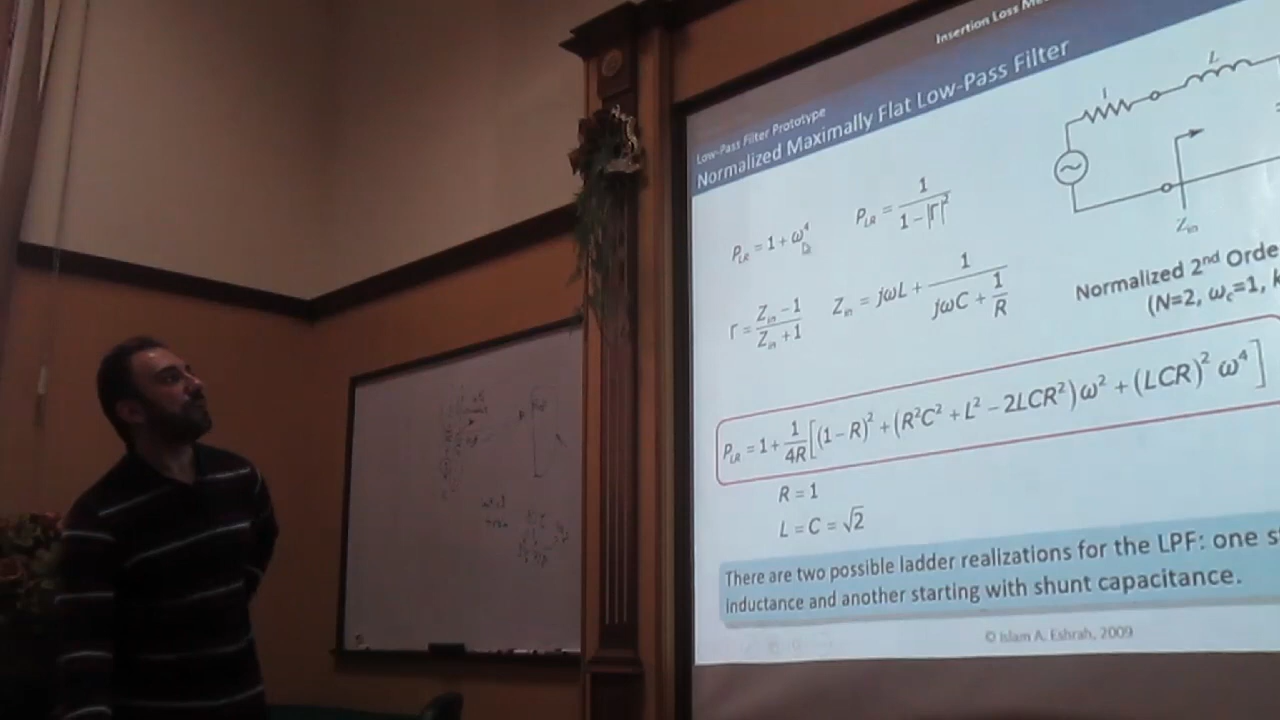 Insertion Loss
Low-Pass Filter Prototype
Normalized Maximally Flat Low-Pass Filter
1
L
P_LR = 1 + ω⁴
P_LR = 1 / (1 − |Γ|²)
Z_in
Γ = (Z_in − 1) / (Z_in + 1)
Z_in = jωL + 1 / (jωC + 1/R)
Normalized 2nd Orde
(N=2, ω_c=1, k
P_LR = 1 + 1/4R [(1 − R)² + (R²C² + L² − 2LCR²)ω² + (LCR)² ω⁴]
R = 1
L = C = √2
There are two possible ladder realizations for the LPF: one s
inductance and another starting with shunt capacitance.
© Islam A. Eshrah, 2009